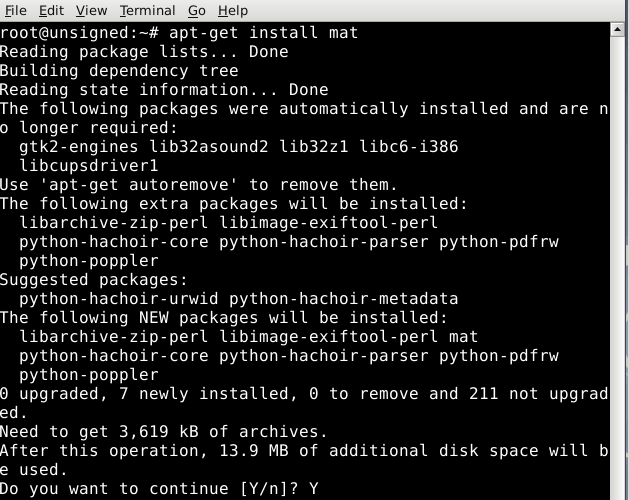 File Edit View Terminal Go Help
root@unsigned:~# apt-get install mat
Reading package lists... Done
Building dependency tree
Reading state information... Done
The following packages were automatically installed and are n
o longer required:
  gtk2-engines lib32asound2 lib32z1 libc6-i386
  libcupsdriver1
Use 'apt-get autoremove' to remove them.
The following extra packages will be installed:
  libarchive-zip-perl libimage-exiftool-perl
  python-hachoir-core python-hachoir-parser python-pdfrw
  python-poppler
Suggested packages:
  python-hachoir-urwid python-hachoir-metadata
The following NEW packages will be installed:
  libarchive-zip-perl libimage-exiftool-perl mat
  python-hachoir-core python-hachoir-parser python-pdfrw
  python-poppler
0 upgraded, 7 newly installed, 0 to remove and 211 not upgrad
ed.
Need to get 3,619 kB of archives.
After this operation, 13.9 MB of additional disk space will b
e used.
Do you want to continue [Y/n]? Y